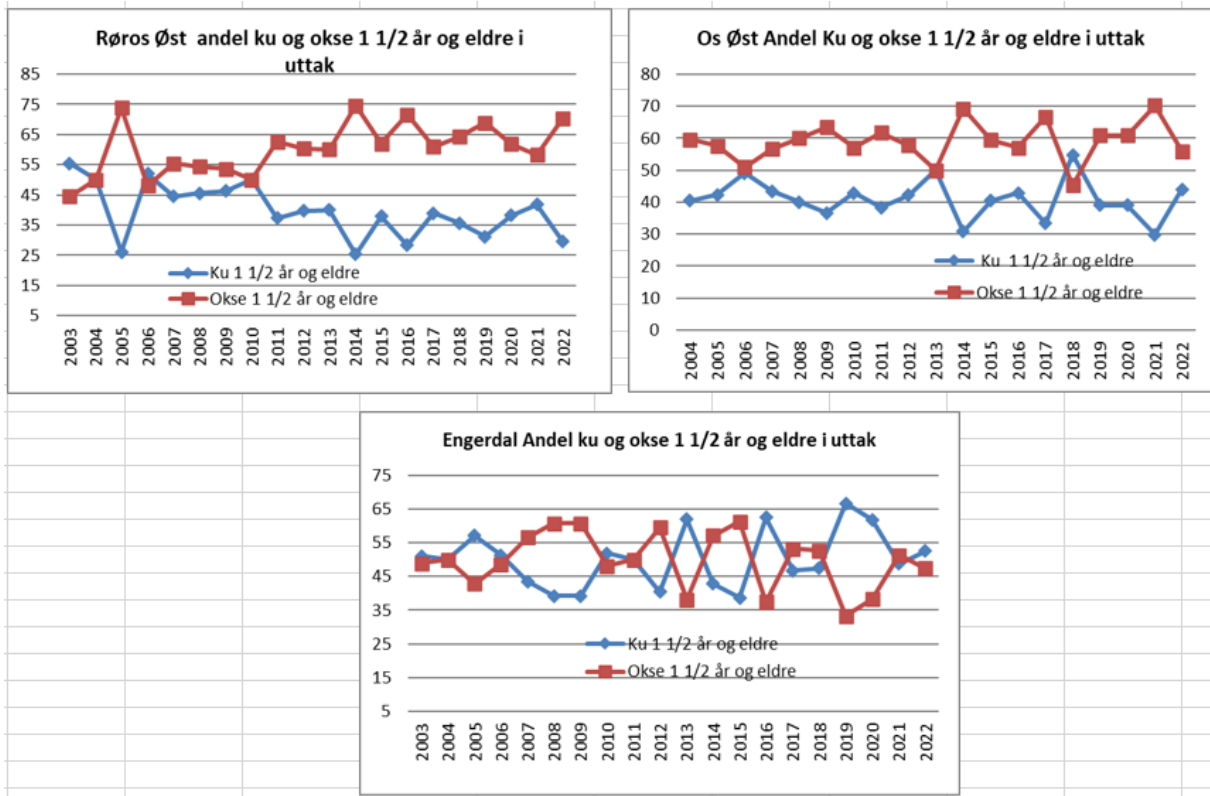 Røros Øst andel ku og okse 1 1/2 år og eldre i
uttak
85
75
65
55
45
35
25
15
5
Ku 1 1/2 år og eldre
Okse 1 1/2 år og eldre
2003 2004 2005 2006 2007 2008 2009 2010 2011 2012 2013 2014 2015 2016 2017 2018 2019 2020 2021 2022
Os Øst Andel Ku og okse 1 1/2 år og eldre i uttak
80
70
60
50
40
30
20
10
0
Ku 1 1/2 år og eldre
Okse 1 1/2 år og eldre
2004 2005 2006 2007 2008 2009 2010 2011 2012 2013 2014 2015 2016 2017 2018 2019 2020 2021 2022
Engerdal Andel ku og okse 1 1/2 år og eldre i uttak
75
65
55
45
35
25
15
5
Ku 1 1/2 år og eldre
Okse 1 1/2 år og eldre
2003 2004 2005 2006 2007 2008 2009 2010 2011 2012 2013 2014 2015 2016 2017 2018 2019 2020 2021 2022